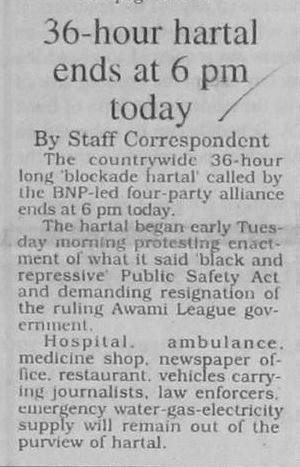 36-hour hartal
ends at 6 pm
today
By Staff Correspondent
The countrywide 36-hour
long 'blockade hartal' called by
the BNP-led four-party alliance
ends at 6 pm today.
The hartal began early Tues-
day morning protesting enact-
ment of what it said 'black and
repressive' Public Safety Act
and demanding resignation of
the ruling Awami League gov-
ernment.
Hospital, ambulance,
medicine shop, newspaper of-
fice, restaurant, vehicles carry-
ing journalists, law enforcers,
emergency water-gas-electricity
supply will remain out of the
purview of hartal.